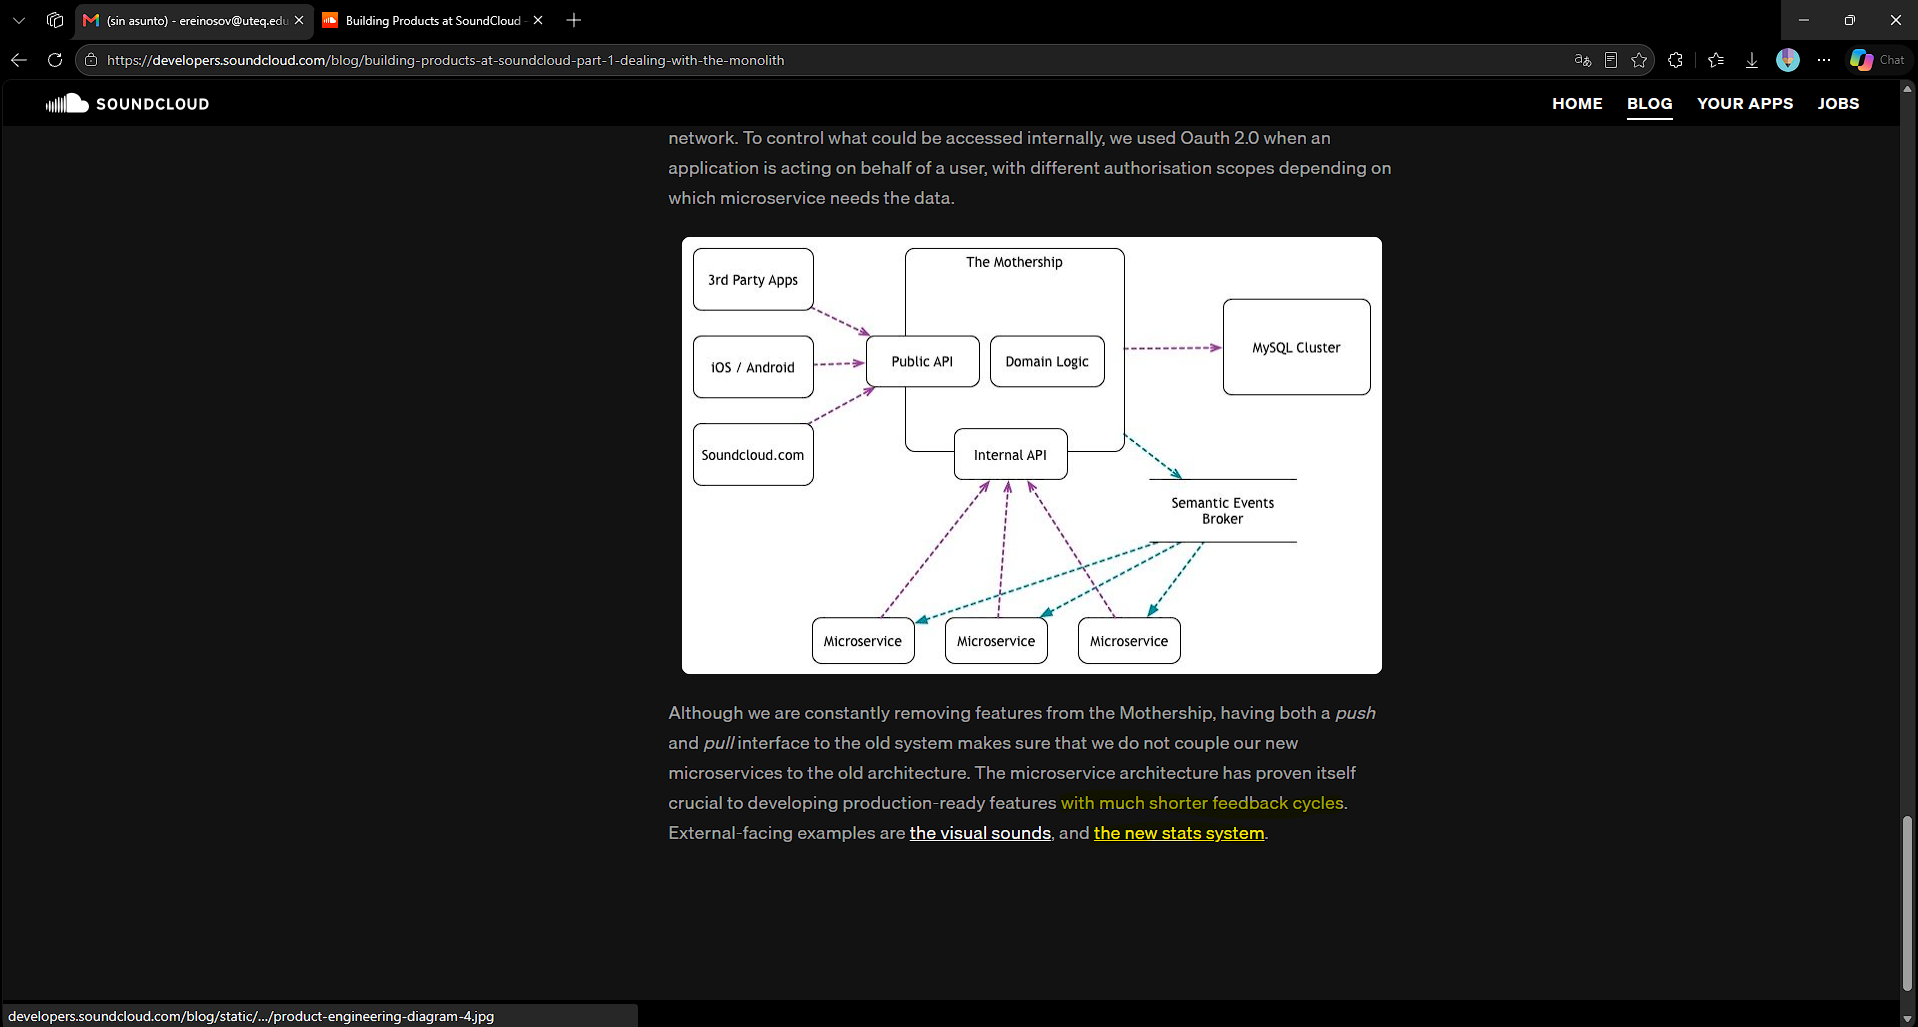 (sin asunto) - ereinosov@uteq.edu
Building Products at SoundCloud -
https://developers.soundcloud.com/blog/building-products-at-soundcloud-part-1-dealing-with-the-monolith
Chat
SOUNDCLOUD
HOME BLOG YOUR APPS JOBS
network. To control what could be accessed internally, we used Oauth 2.0 when an
application is acting on behalf of a user, with different authorisation scopes depending on
which microservice needs the data.
The Mothership
3rd Party Apps
iOS / Android
Soundcloud.com
Public API
Domain Logic
MySQL Cluster
Internal API
Semantic Events
Broker
Microservice
Microservice
Microservice
Although we are constantly removing features from the Mothership, having both a push
and pull interface to the old system makes sure that we do not couple our new
microservices to the old architecture. The microservice architecture has proven itself
crucial to developing production-ready features with much shorter feedback cycles.
External-facing examples are the visual sounds, and the new stats system.
developers.soundcloud.com/blog/static/.../product-engineering-diagram-4.jpg